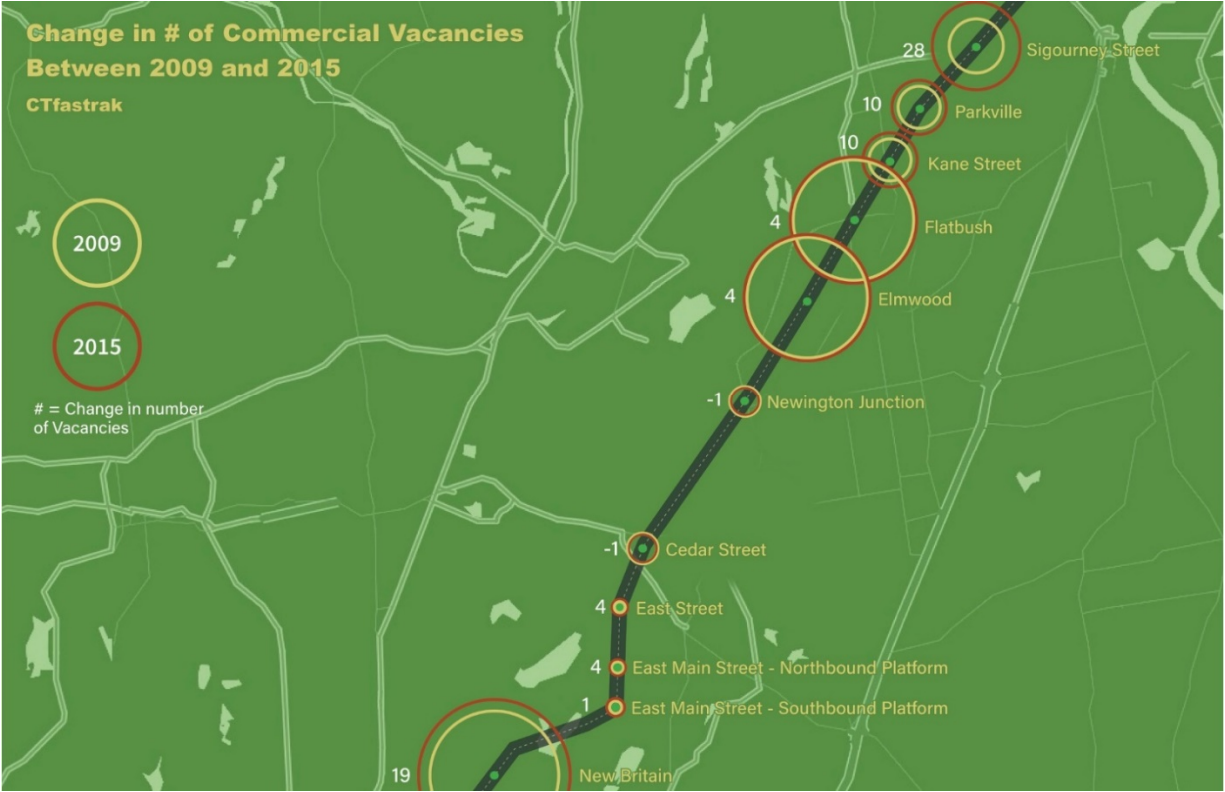 Change in # of Commercial Vacancies
Between 2009 and 2015
CTfastrak
2009
2015
# = Change in number
of Vacancies
28
Sigourney Street
10
Parkville
10
Kane Street
4
Flatbush
4
Elmwood
-1
Newington Junction
-1
Cedar Street
4
East Street
4
East Main Street - Northbound Platform
1
East Main Street - Southbound Platform
19
New Britain